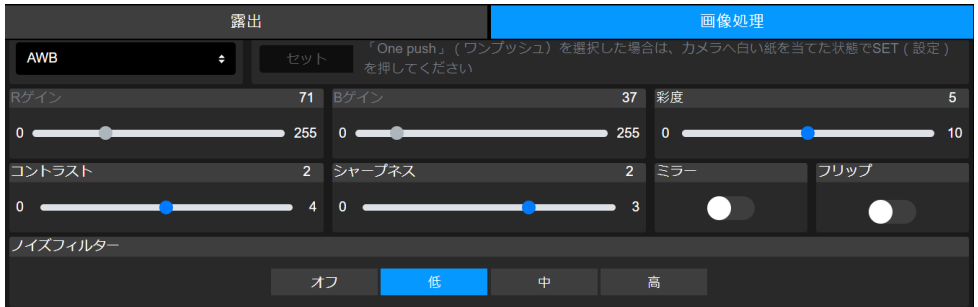 露出 画像処理
AWB セット 「One push」(ワンプッシュ）を選択した場合は、カメラへ白い紙を当てた状態でSET ( 設定 )
を押してください
Rゲイン 71 Bゲイン 37 彩度 5
0 255 0 255 0 10
コントラスト 2 シャープネス 2 ミラー フリップ
0 4 0 3
ノイズフィルター
オフ 低 中 高